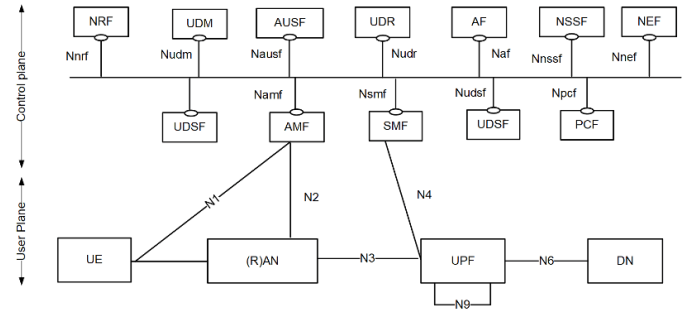 NRF UDM AUSF UDR AF NSSF NEF
Nnrf Nudm Nausf Nudr Naf Nnssf Nnef
Control plane
Namf Nsmf Nudsf Npcf
UDSF AMF SMF UDSF PCF
N1 N2 N4
User Plane
UE (R)AN N3 UPF N6 DN
N9